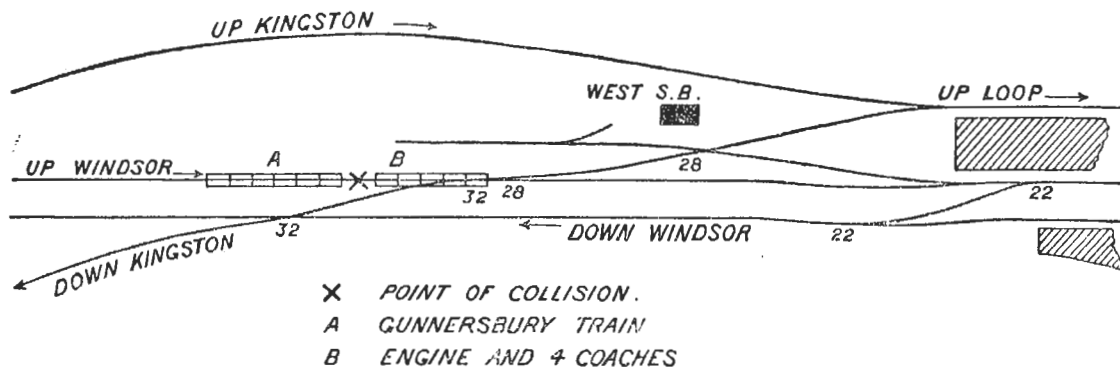 UP KINGSTON
WEST S.B.
UP LOOP
A
B
UP WINDSOR
28
32
28
22
32
DOWN WINDSOR
22
DOWN KINGSTON
X POINT OF COLLISION.
A GUNNERSBURY TRAIN
B ENGINE AND 4 COACHES